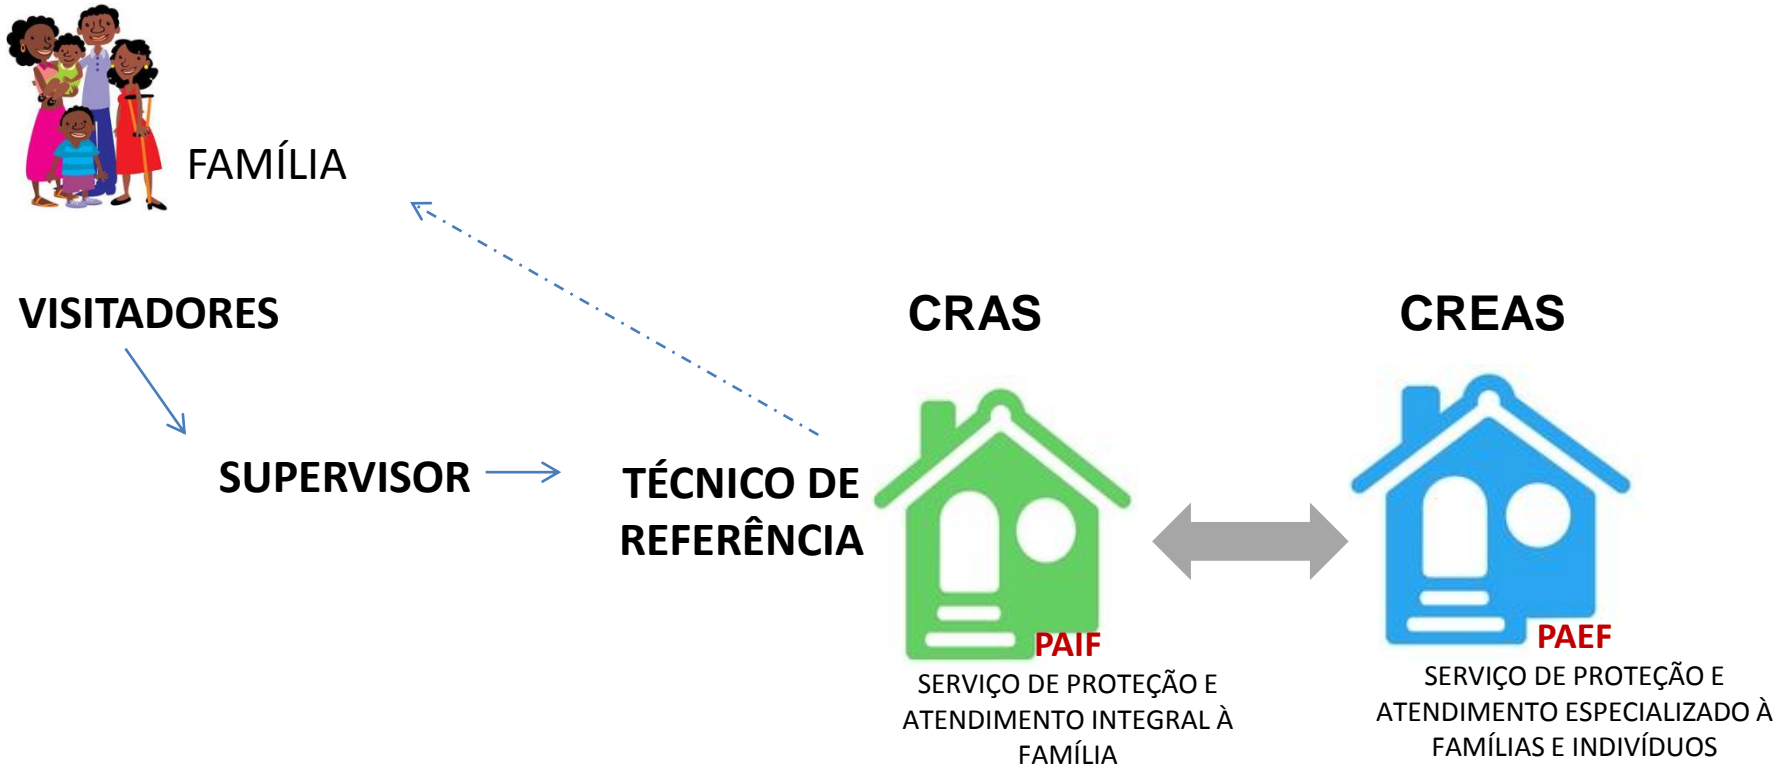 FAMÍLIA
VISITADORES
SUPERVISOR
TÉCNICO DE
REFERÊNCIA
CRAS
PAIF
SERVIÇO DE PROTEÇÃO E
ATENDIMENTO INTEGRAL À
FAMÍLIA
CREAS
PAEF
SERVIÇO DE PROTEÇÃO E
ATENDIMENTO ESPECIALIZADO À
FAMÍLIAS E INDIVÍDUOS